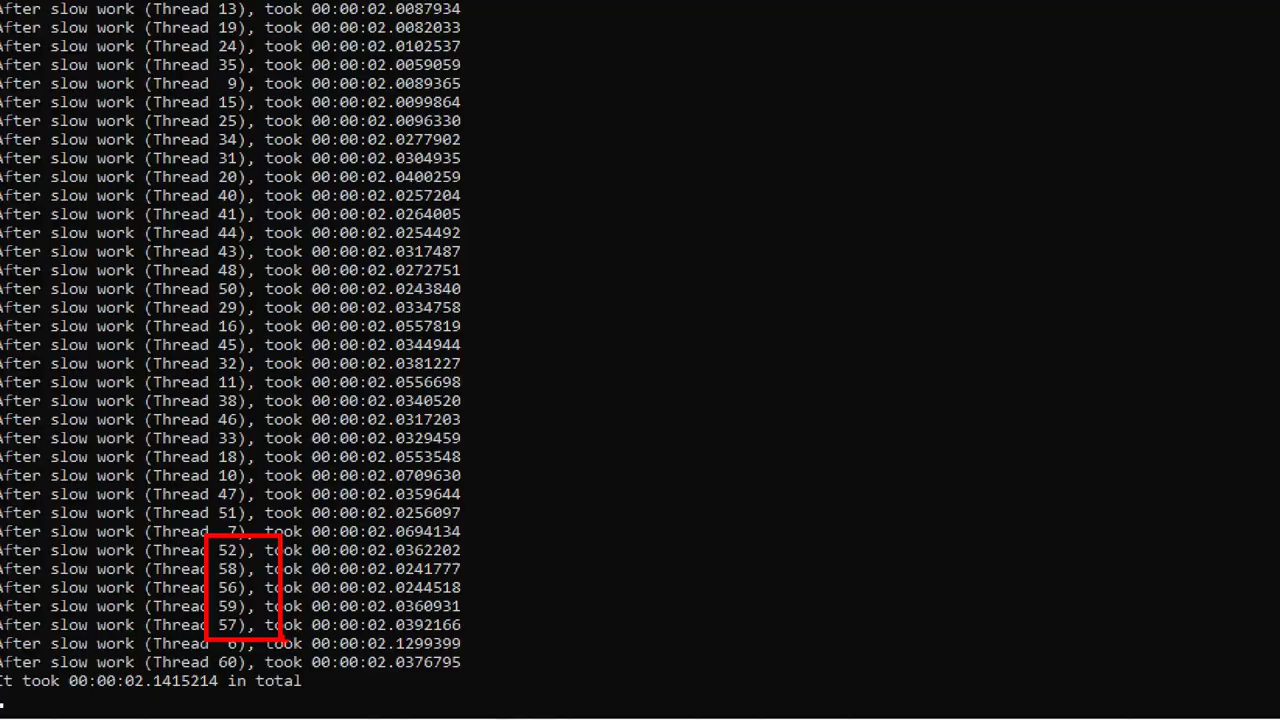 After slow work (Thread 13), took 00:00:02.0087934
After slow work (Thread 19), took 00:00:02.0082033
After slow work (Thread 24), took 00:00:02.0102537
After slow work (Thread 35), took 00:00:02.0059059
After slow work (Thread  9), took 00:00:02.0089365
After slow work (Thread 15), took 00:00:02.0099864
After slow work (Thread 25), took 00:00:02.0096330
After slow work (Thread 34), took 00:00:02.0277902
After slow work (Thread 31), took 00:00:02.0304935
After slow work (Thread 20), took 00:00:02.0400259
After slow work (Thread 40), took 00:00:02.0257204
After slow work (Thread 41), took 00:00:02.0264005
After slow work (Thread 44), took 00:00:02.0254492
After slow work (Thread 43), took 00:00:02.0317487
After slow work (Thread 48), took 00:00:02.0272751
After slow work (Thread 50), took 00:00:02.0243840
After slow work (Thread 29), took 00:00:02.0334758
After slow work (Thread 16), took 00:00:02.0557819
After slow work (Thread 45), took 00:00:02.0344944
After slow work (Thread 32), took 00:00:02.0381227
After slow work (Thread 11), took 00:00:02.0556698
After slow work (Thread 38), took 00:00:02.0340520
After slow work (Thread 46), took 00:00:02.0317203
After slow work (Thread 33), took 00:00:02.0329459
After slow work (Thread 18), took 00:00:02.0553548
After slow work (Thread 10), took 00:00:02.0709630
After slow work (Thread 47), took 00:00:02.0359644
After slow work (Thread 51), took 00:00:02.0256097
After slow work (Thread  7), took 00:00:02.0694134
After slow work (Thread 52), took 00:00:02.0362202
After slow work (Thread 58), took 00:00:02.0241777
After slow work (Thread 56), took 00:00:02.0244518
After slow work (Thread 59), took 00:00:02.0360931
After slow work (Thread 57), took 00:00:02.0392166
After slow work (Thread  6), took 00:00:02.1299399
After slow work (Thread 60), took 00:00:02.0376795
It took 00:00:02.1415214 in total